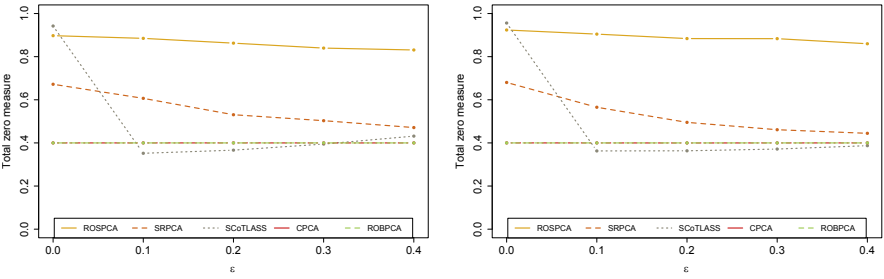 Total zero measure
1.0
0.8
0.6
0.4
0.2
0.0
ROSPCA SRPCA SCoTLASS CPCA ROBPCA
0.0 0.1 0.2 0.3 0.4
ε
Total zero measure
1.0
0.8
0.6
0.4
0.2
0.0
ROSPCA SRPCA SCoTLASS CPCA ROBPCA
0.0 0.1 0.2 0.3 0.4
ε